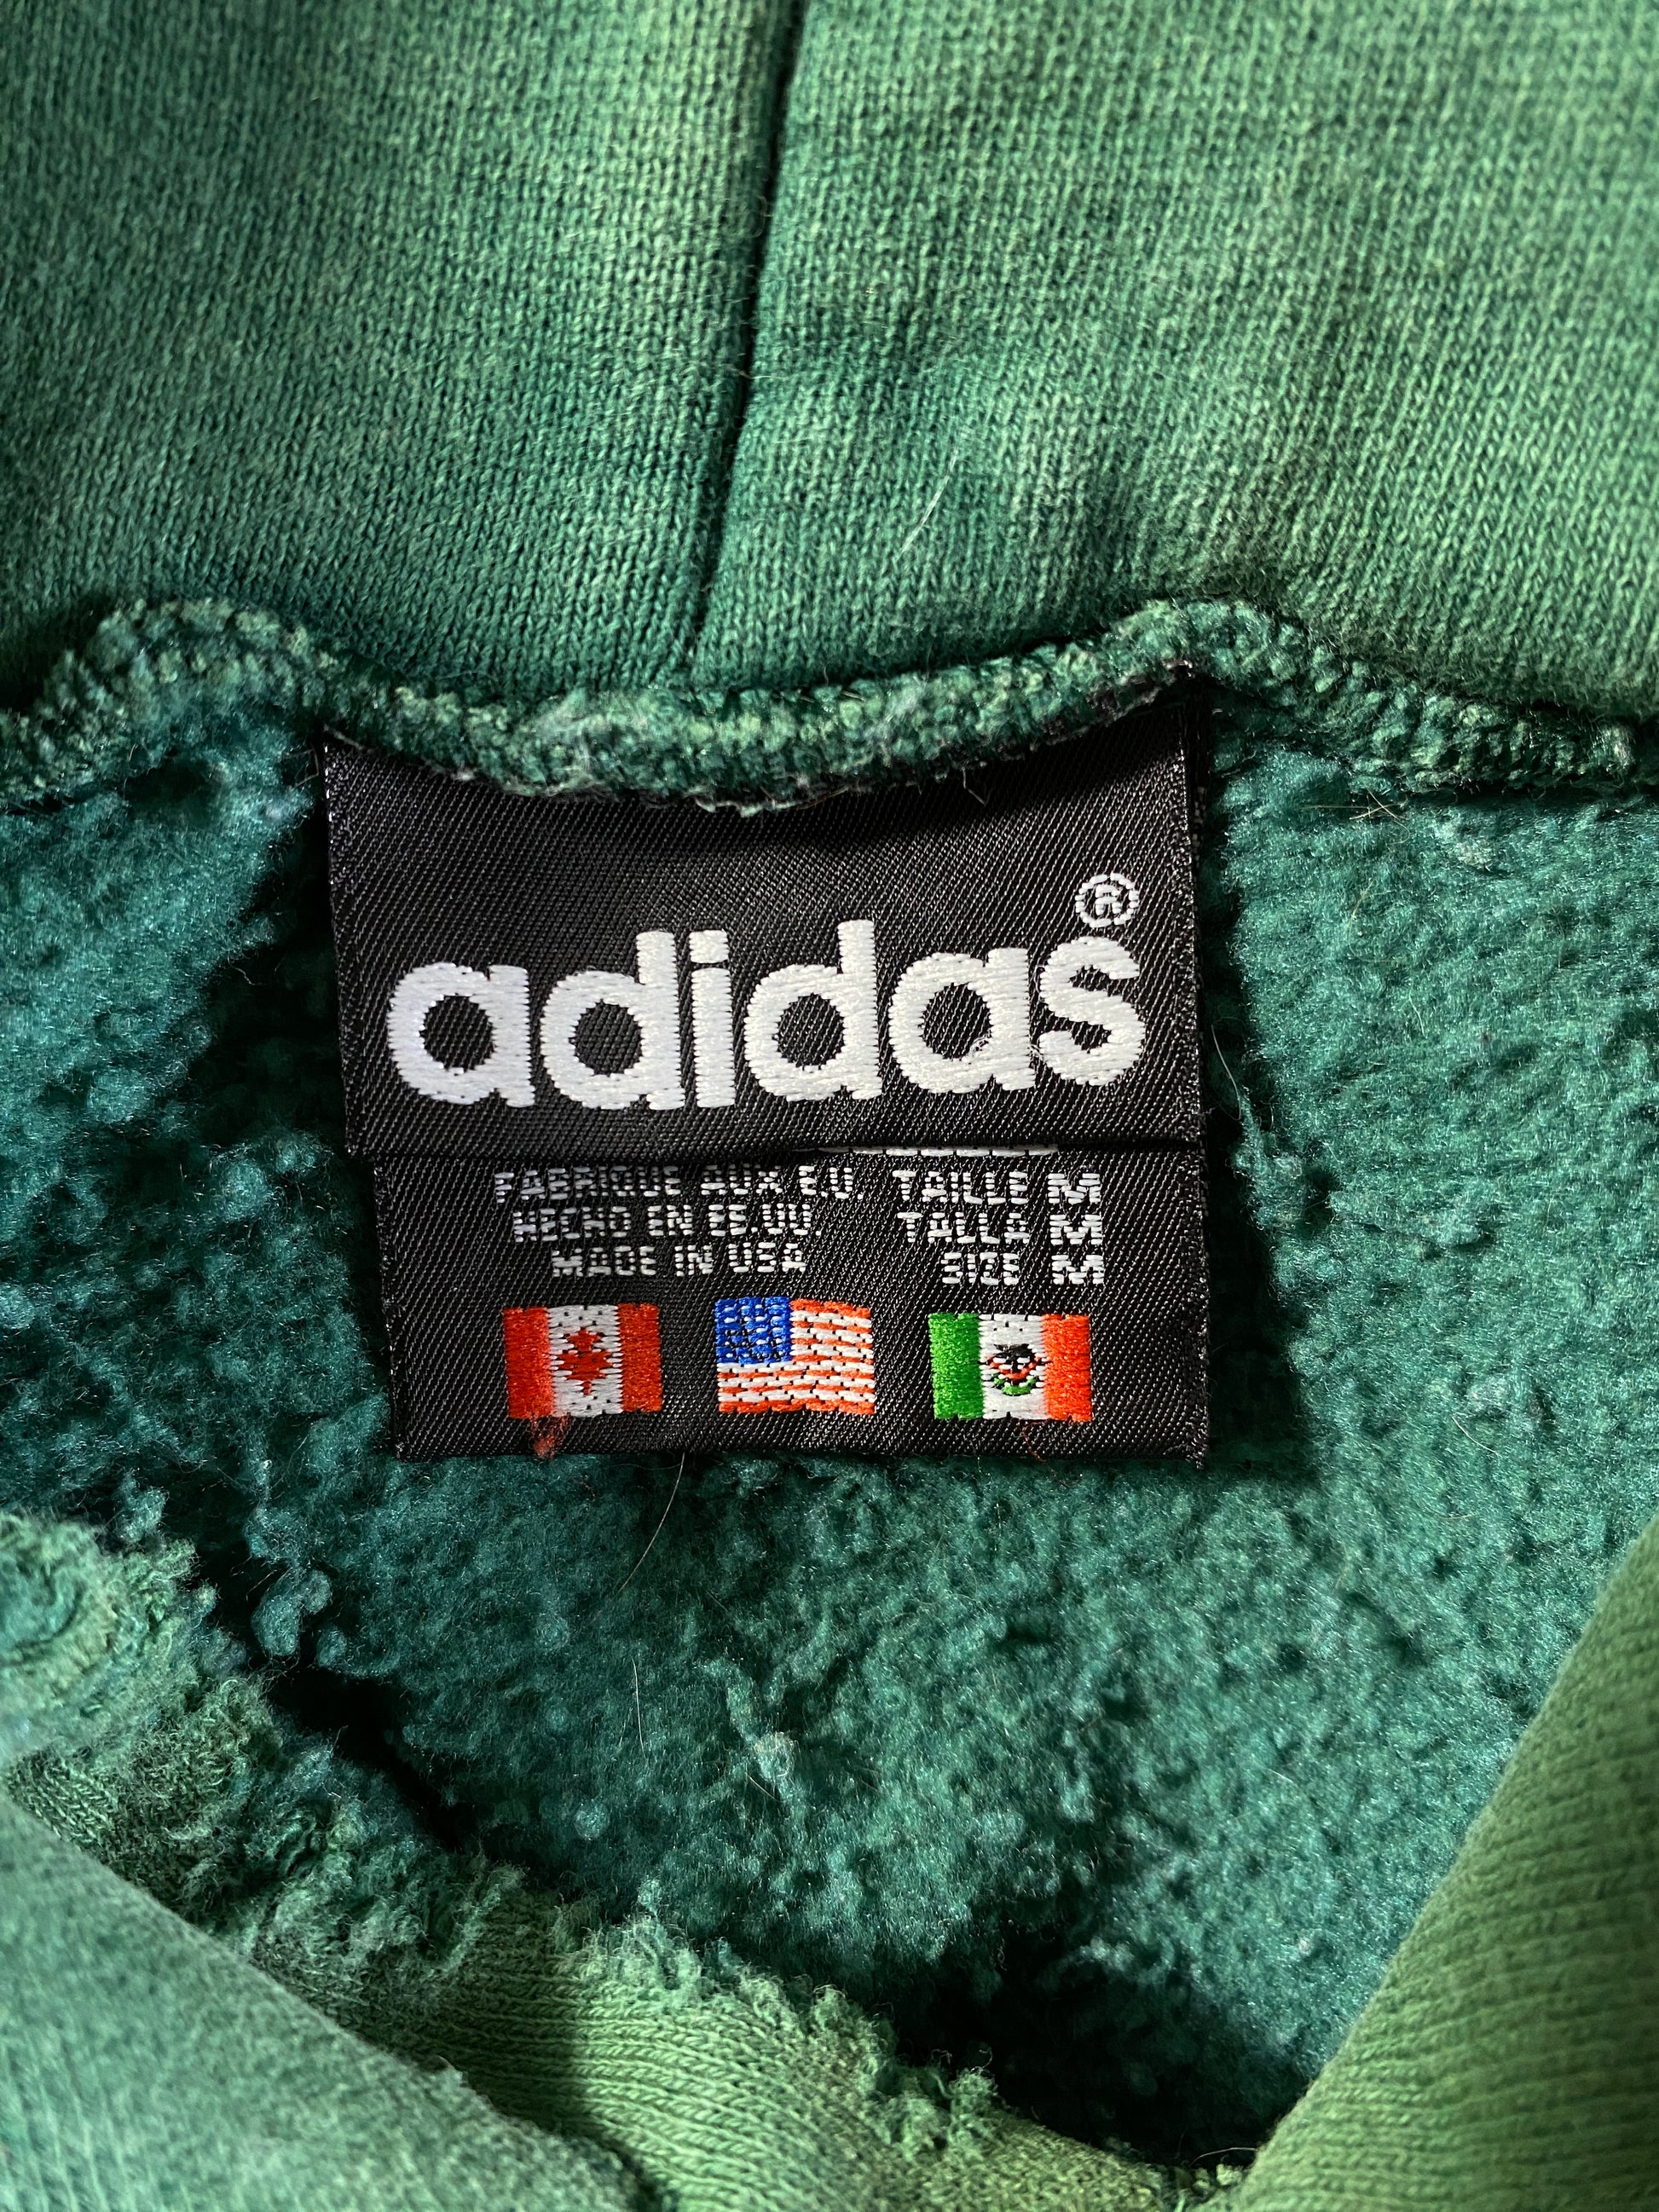 adidas®
FABRIQUE AUX E.U. TAILLE M
HECHO EN EE.UU. TALLA M
MADE IN USA SIZE M